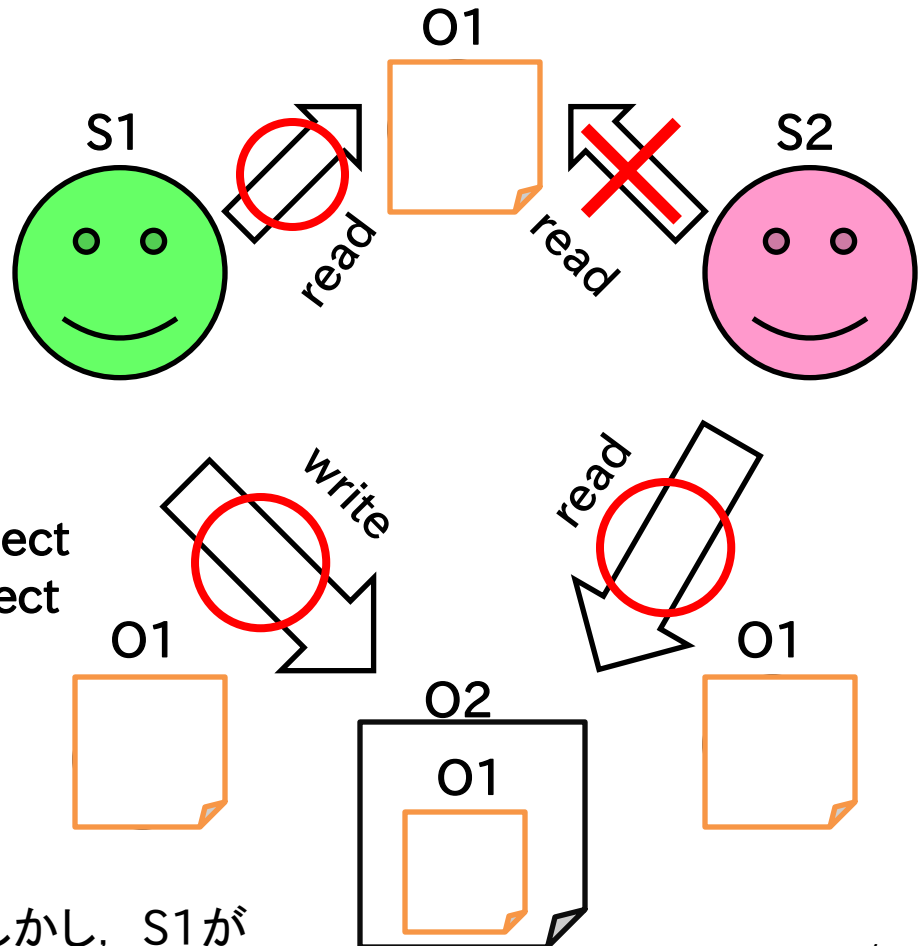 O1
S1
S2
read
read
write
read
ect
ect
O1
O1
O2
O1
しかし，S1が